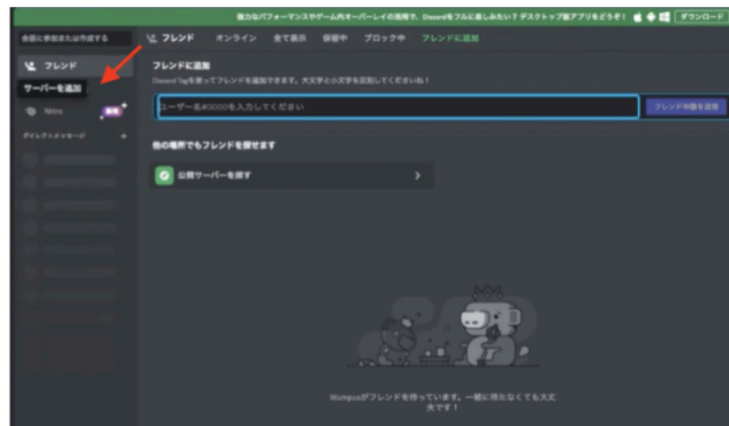 強力なパフォーマンスやゲーム内オーバーレイの活用で、Discordをフルに楽しみたい？デスクトップ版アプリをどうぞ！ ダウンロード
会話に参加または作成する
フレンド オンライン 全て表示 保留中 ブロック中 フレンドに追加
フレンド
フレンドに追加
Discord Tagを使ってフレンドを追加できます。大文字と小文字を区別してくださいね！
サーバーを追加
ユーザー名#0000を入力してください
フレンド申請を送信
Nitro
ダイレクトメッセージ +
他の場所でもフレンドを探せます
公開サーバーを探す
Wumpusがフレンドを待っています。一緒に待たなくても大丈
夫です！